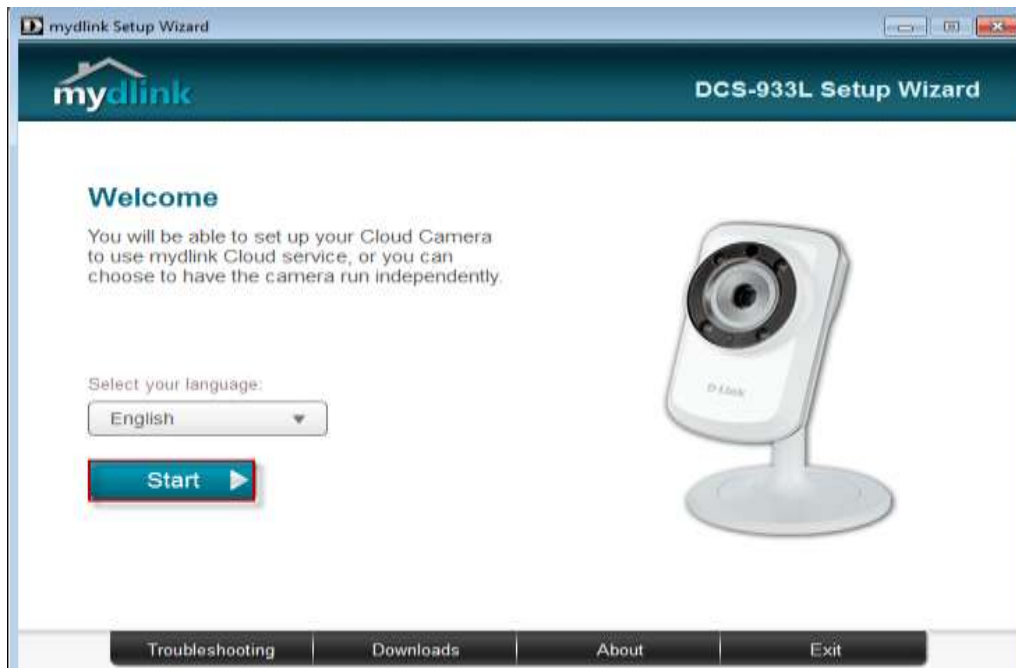 mydlink Setup Wizard
mydlink
DCS-933L Setup Wizard
Welcome
You will be able to set up your Cloud Camera
to use mydlink Cloud service, or you can
choose to have the camera run independently.
Select your language:
English
Start
D-Link
Troubleshooting Downloads About Exit